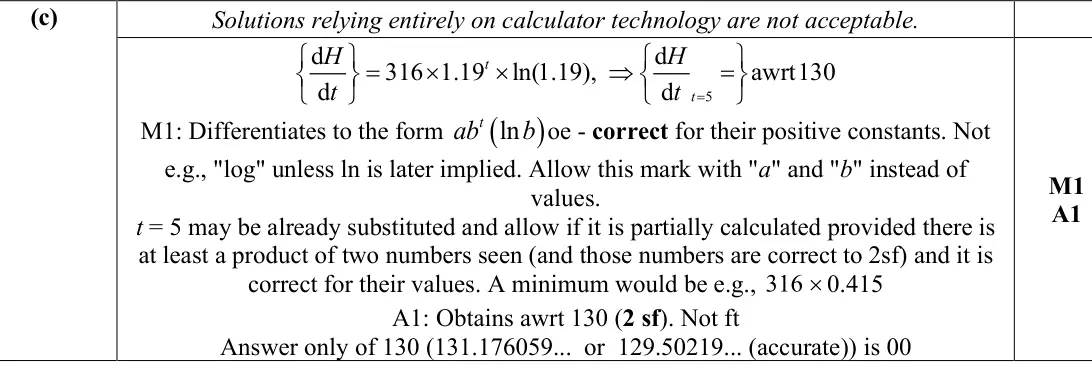 (c)
Solutions relying entirely on calculator technology are not acceptable.
{dH/dt} = 316×1.19^t × ln(1.19), ⇒ {dH/dt _{t=5} =} awrt130
M1: Differentiates to the form ab^t (ln b) oe - correct for their positive constants. Not
e.g., "log" unless ln is later implied. Allow this mark with "a" and "b" instead of
values.
t = 5 may be already substituted and allow if it is partially calculated provided there is
at least a product of two numbers seen (and those numbers are correct to 2sf) and it is
correct for their values. A minimum would be e.g., 316 × 0.415
A1: Obtains awrt 130 (2 sf). Not ft
Answer only of 130 (131.176059... or 129.50219... (accurate)) is 00
M1
A1